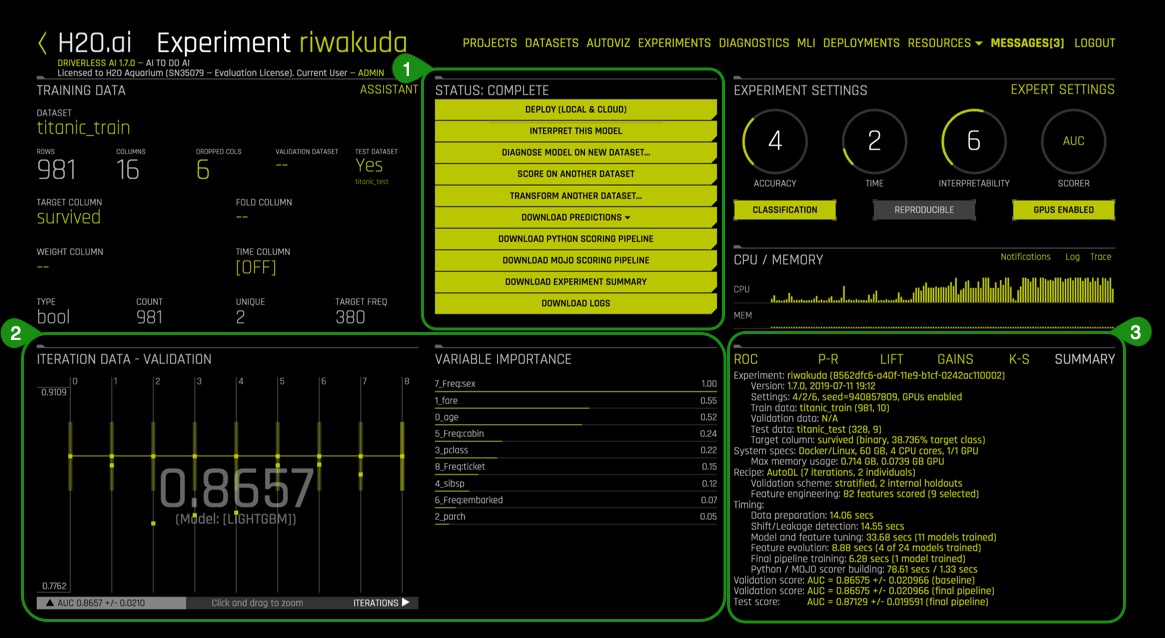 H2O.ai Experiment riwakuda
PROJECTS DATASETS AUTOVIZ EXPERIMENTS DIAGNOSTICS MLI DEPLOYMENTS RESOURCES MESSAGES[3] LOGOUT
DRIVERLESS AI 1.7.0 – AI TO DO AI
Licensed to H2O Aquarium (SN35079 – Evaluation License). Current User – ADMIN
1
TRAINING DATA
ASSISTANT
DATASET
titanic_train
ROWS COLUMNS DROPPED COLS VALIDATION DATASET TEST DATASET
981 16 6 -- Yes
titanic_test
TARGET COLUMN FOLD COLUMN
survived --
WEIGHT COLUMN TIME COLUMN
-- [OFF]
TYPE COUNT UNIQUE TARGET FREQ
bool 981 2 380
STATUS: COMPLETE
DEPLOY (LOCAL & CLOUD)
INTERPRET THIS MODEL
DIAGNOSE MODEL ON NEW DATASET...
SCORE ON ANOTHER DATASET
TRANSFORM ANOTHER DATASET...
DOWNLOAD PREDICTIONS
DOWNLOAD PYTHON SCORING PIPELINE
DOWNLOAD MOJO SCORING PIPELINE
DOWNLOAD EXPERIMENT SUMMARY
DOWNLOAD LOGS
EXPERIMENT SETTINGS
EXPERT SETTINGS
4 2 6 AUC
ACCURACY TIME INTERPRETABILITY SCORER
CLASSIFICATION REPRODUCIBLE GPUS ENABLED
CPU / MEMORY
Notifications Log Trace
CPU
MEM
2
ITERATION DATA - VALIDATION
0 1 2 3 4 5 6 7 8
0.9109
0.8657
(Model: [LIGHTGBM])
0.7762
AUC 0.8657 +/- 0.0210
Click and drag to zoom
ITERATIONS
VARIABLE IMPORTANCE
7_Freq:sex 1.00
1_fare 0.55
0_age 0.52
5_Freq:cabin 0.24
3_pclass 0.22
8_Freq:ticket 0.15
4_sibsp 0.12
6_Freq:embarked 0.07
2_parch 0.05
3
ROC P-R LIFT GAINS K-S SUMMARY
Experiment: riwakuda (8562dfc6-a40f-11e9-b1cf-0242ac110002)
Version: 1.7.0, 2019-07-11 19:12
Settings: 4/2/6, seed=940857809, GPUs enabled
Train data: titanic_train (981, 10)
Validation data: N/A
Test data: titanic_test (328, 9)
Target column: survived (binary, 38.736% target class)
System specs: Docker/Linux, 60 GB, 4 CPU cores, 1/1 GPU
Max memory usage: 0.714 GB, 0.0739 GB GPU
Recipe: AutoDL (7 iterations, 2 individuals)
Validation scheme: stratified, 2 internal holdouts
Feature engineering: 82 features scored (9 selected)
Timing:
Data preparation: 14.06 secs
Shift/Leakage detection: 14.55 secs
Model and feature tuning: 33.68 secs (11 models trained)
Feature evolution: 8.88 secs (4 of 24 models trained)
Final pipeline training: 6.28 secs (1 model trained)
Python / MOJO scorer building: 78.61 secs / 1.33 secs
Validation score: AUC = 0.86575 +/- 0.020966 (baseline)
Validation score: AUC = 0.86575 +/- 0.020966 (final pipeline)
Test score: AUC = 0.87129 +/- 0.019591 (final pipeline)